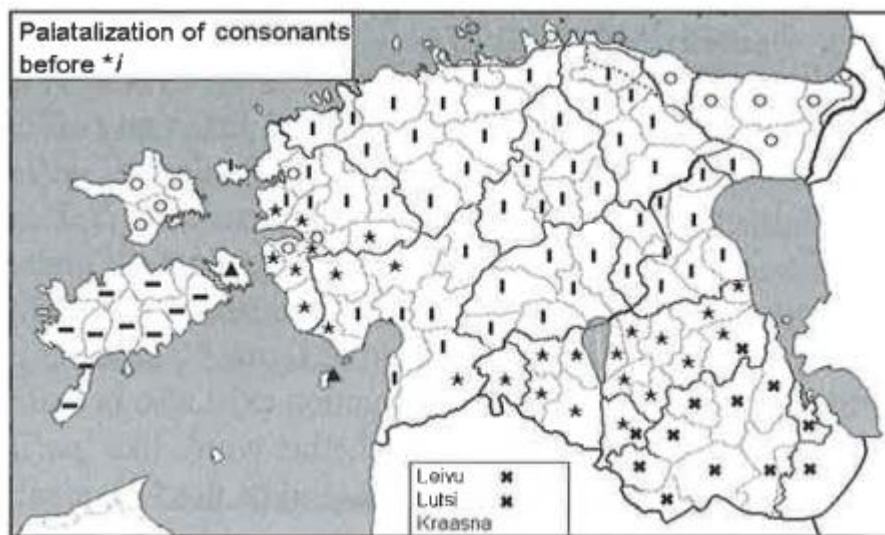 Palatalization of consonants
before *i
Leivu ✖
Lutsi ✖
Kraasna